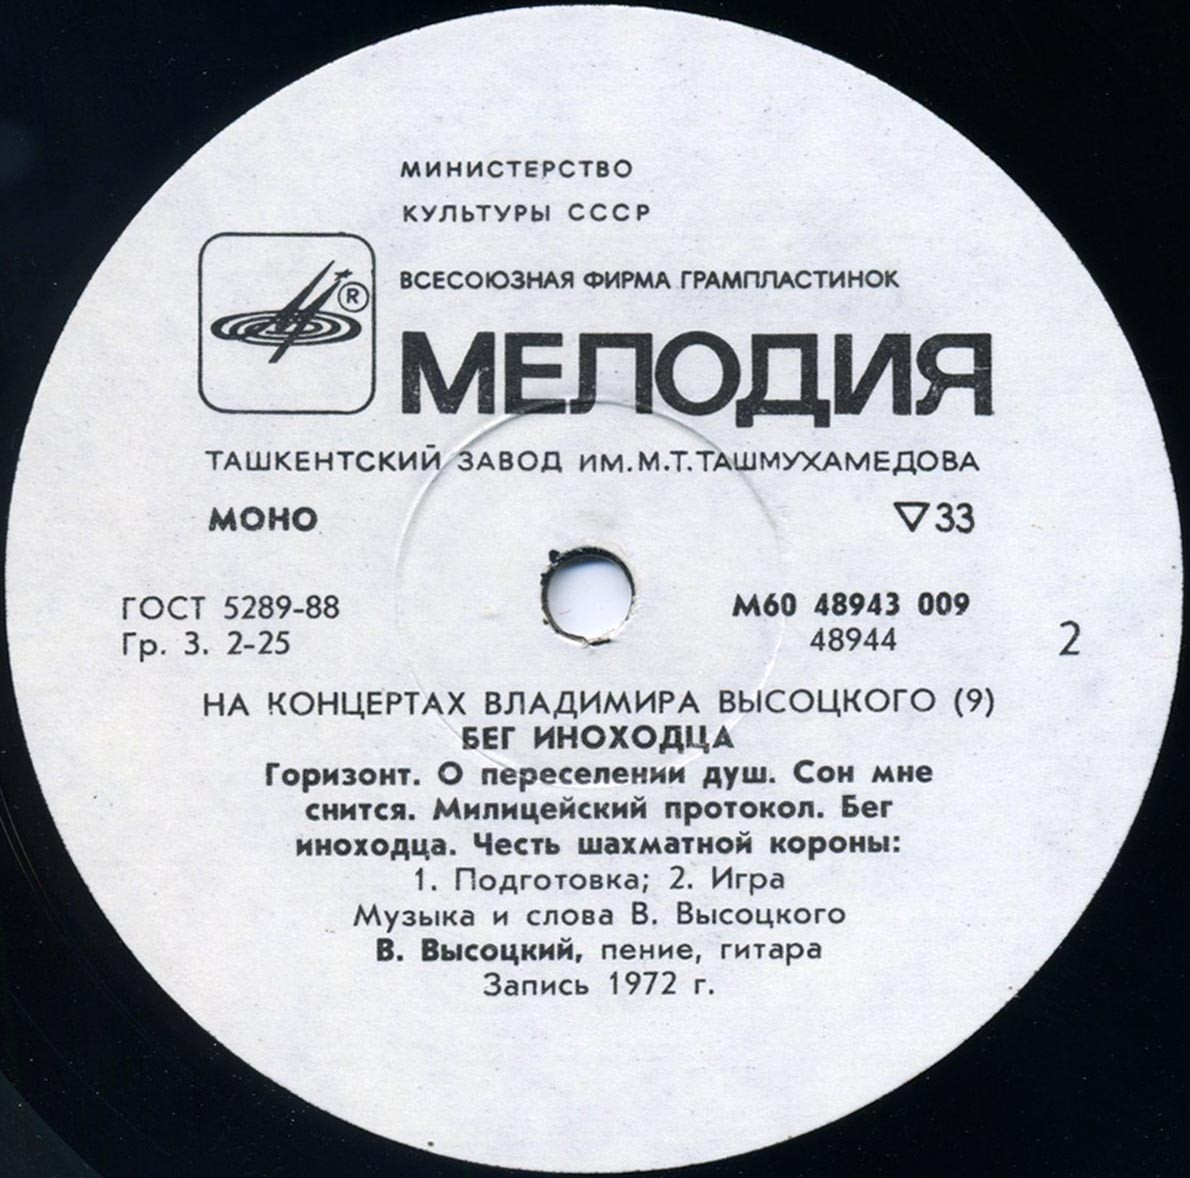 МИНИСТЕРСТВО
КУЛЬТУРЫ СССР
ВСЕСОЮЗНАЯ ФИРМА ГРАМПЛАСТИНОК
®
МЕЛОДИЯ
ТАШКЕНТСКИЙ ЗАВОД ИМ. М.Т. ТАШМУХАМЕДОВА
МОНО ▽33
ГОСТ 5289-88 М60 48943 009
Гр. 3. 2-25 48944 2
НА КОНЦЕРТАХ ВЛАДИМИРА ВЫСОЦКОГО (9)
БЕГ ИНОХОДЦА
Горизонт. О переселении душ. Сон мне
снится. Милицейский протокол. Бег
иноходца. Честь шахматной короны:
1. Подготовка; 2. Игра
Музыка и слова В. Высоцкого
В. Высоцкий, пение, гитара
Запись 1972 г.